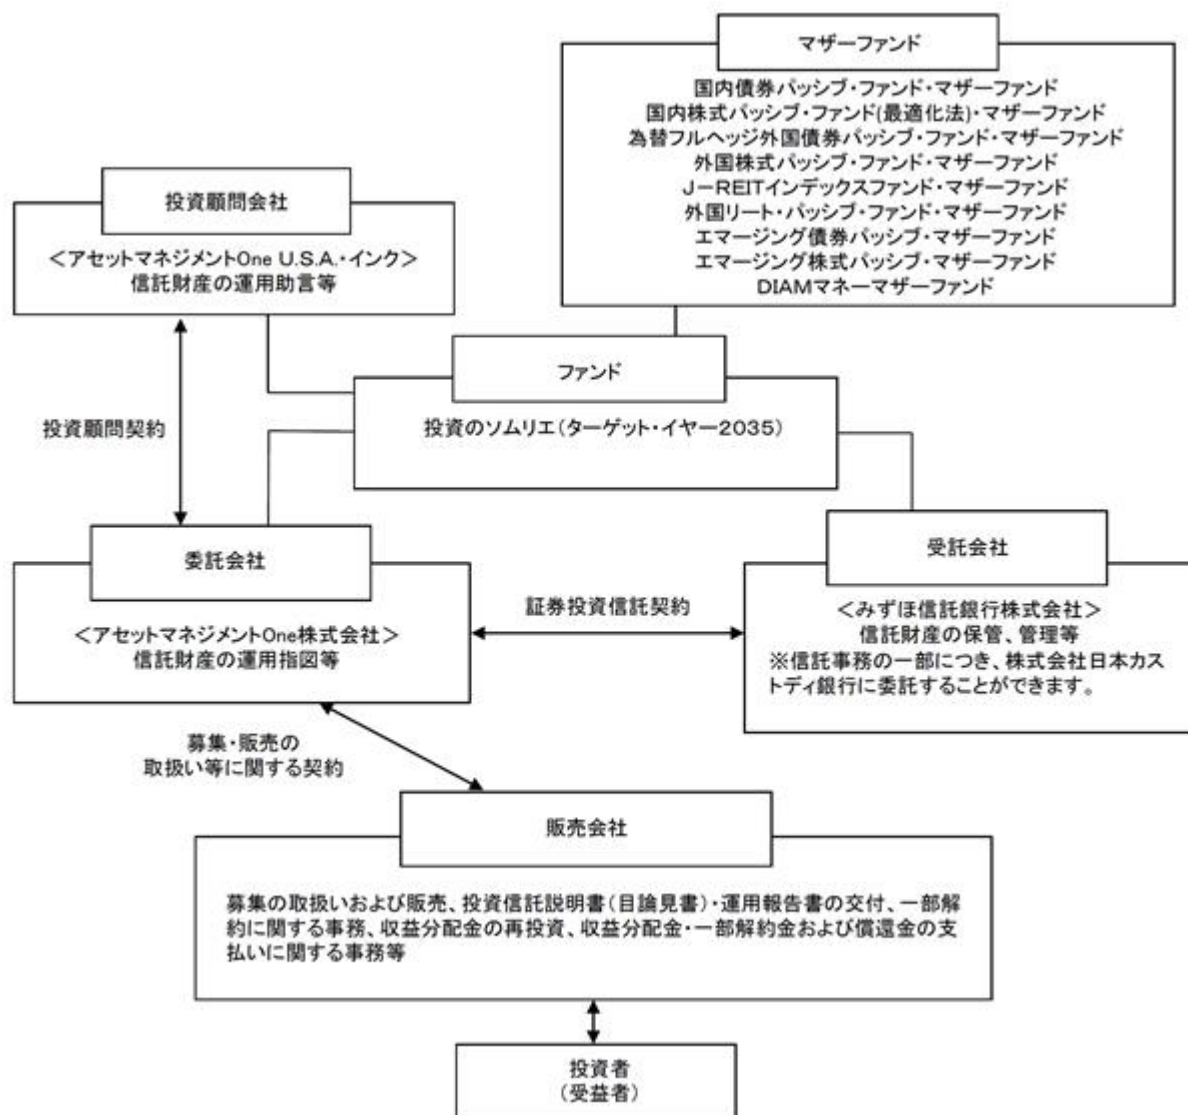 マザーファンド
国内債券パッシブ・ファンド・マザーファンド
国内株式パッシブ・ファンド(最適化法)・マザーファンド
為替フルヘッジ外国債券パッシブ・ファンド・マザーファンド
外国株式パッシブ・ファンド・マザーファンド
J－REITインデックスファンド・マザーファンド
外国リート・パッシブ・ファンド・マザーファンド
エマージング債券パッシブ・マザーファンド
エマージング株式パッシブ・マザーファンド
DIAMマネーマザーファンド
投資顧問会社
＜アセットマネジメントOne U.S.A.・インク＞
信託財産の運用助言等
ファンド
投資のソムリエ（ターゲット・イヤー2035）
投資顧問契約
委託会社
＜アセットマネジメントOne株式会社＞
信託財産の運用指図等
証券投資信託契約
受託会社
＜みずほ信託銀行株式会社＞
信託財産の保管、管理等
※信託事務の一部につき、株式会社日本カス
トディ銀行に委託することができます。
募集・販売の
取扱い等に関する契約
販売会社
募集の取扱いおよび販売、投資信託説明書（目論見書）・運用報告書の交付、一部解
約に関する事務、収益分配金の再投資、収益分配金・一部解約金および償還金の支
払いに関する事務等
投資者
（受益者）